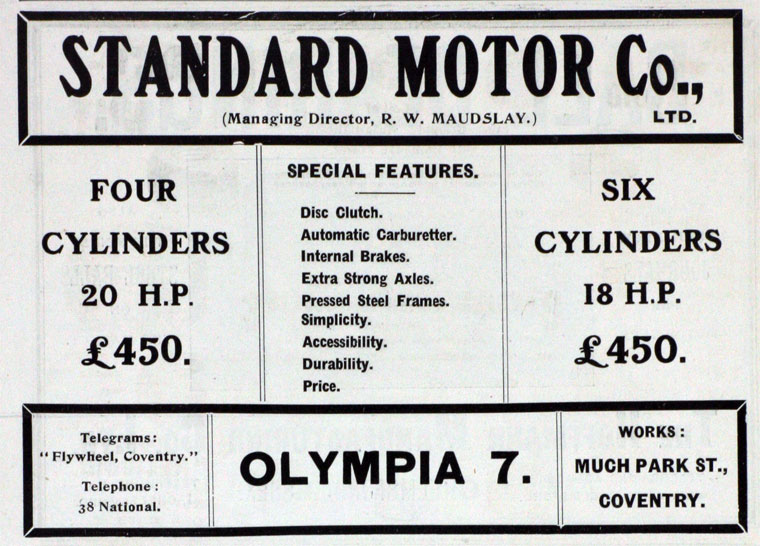 STANDARD MOTOR Co.,
LTD.
(Managing Director, R. W. MAUDSLAY.)
FOUR
CYLINDERS
20 H.P.
£450.
SPECIAL FEATURES.
Disc Clutch.
Automatic Carburetter.
Internal Brakes.
Extra Strong Axles.
Pressed Steel Frames.
Simplicity.
Accessibility.
Durability.
Price.
SIX
CYLINDERS
18 H.P.
£450.
Telegrams:
"Flywheel, Coventry."
Telephone:
38 National.
OLYMPIA 7.
WORKS:
MUCH PARK ST.,
COVENTRY.